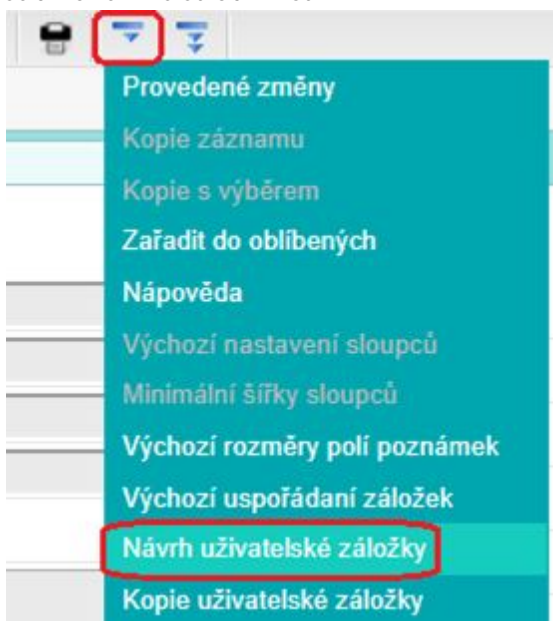 Provedené změny
Kopie záznamu
Kopie s výběrem
Zařadit do oblíbených
Nápověda
Výchozí nastavení sloupců
Minimální šířky sloupců
Výchozí rozměry polí poznámek
Výchozí uspořádaní záložek
Návrh uživatelské záložky
Kopie uživatelské záložky